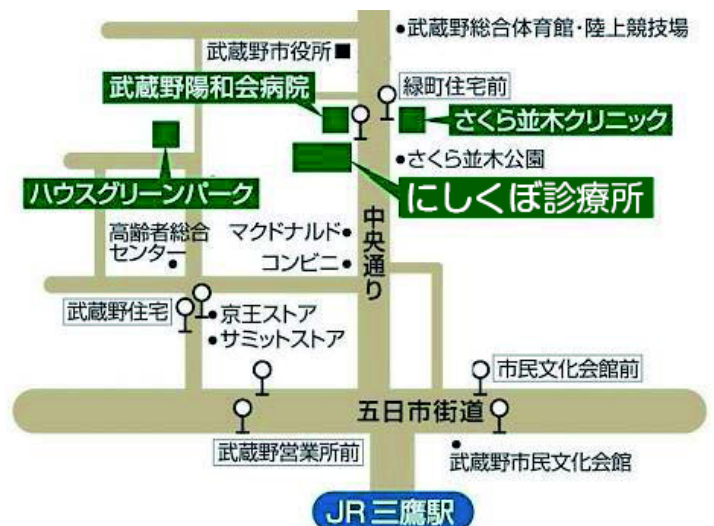 ●武蔵野総合体育館・陸上競技場
武蔵野市役所■
武蔵野陽和会病院
緑町住宅前
さくら並木クリニック
●さくら並木公園
にしくぼ診療所
ハウスグリーンパーク
高齢者総合
センター●
マクドナルド●
コンビニ●
中央通り
武蔵野住宅
●京王ストア
●サミットストア
市民文化会館前
五日市街道
武蔵野営業所前
●武蔵野市民文化会館
JR三鷹駅